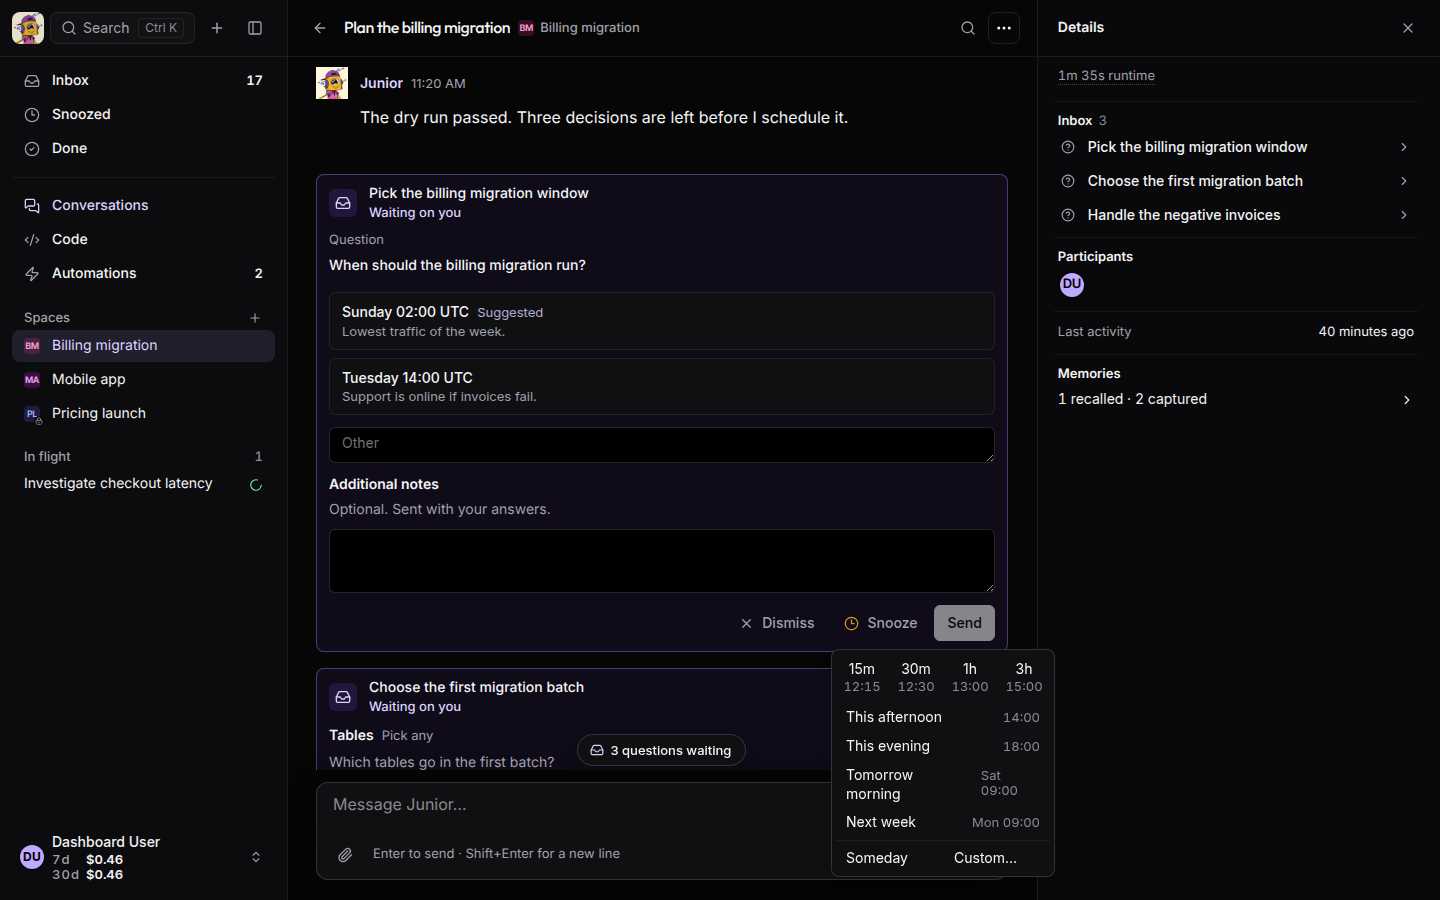 Search Ctrl K
Inbox 17
Snoozed
Done
Conversations
Code
Automations 2
Spaces
BM Billing migration
MA Mobile app
PL Pricing launch
In flight 1
Investigate checkout latency
DU Dashboard User
7d $0.46
30d $0.46
Plan the billing migration BM Billing migration
Junior 11:20 AM
The dry run passed. Three decisions are left before I schedule it.
Pick the billing migration window
Waiting on you
Question
When should the billing migration run?
Sunday 02:00 UTC Suggested
Lowest traffic of the week.
Tuesday 14:00 UTC
Support is online if invoices fail.
Other
Additional notes
Optional. Sent with your answers.
Dismiss Snooze Send
15m 30m 1h 3h
12:15 12:30 13:00 15:00
This afternoon 14:00
This evening 18:00
Tomorrow morning Sat 09:00
Next week Mon 09:00
Someday Custom...
Choose the first migration batch
Waiting on you
Tables Pick any
Which tables go in the first batch?
3 questions waiting
Message Junior...
Enter to send · Shift+Enter for a new line
Details
1m 35s runtime
Inbox 3
Pick the billing migration window
Choose the first migration batch
Handle the negative invoices
Participants
DU
Last activity 40 minutes ago
Memories
1 recalled · 2 captured